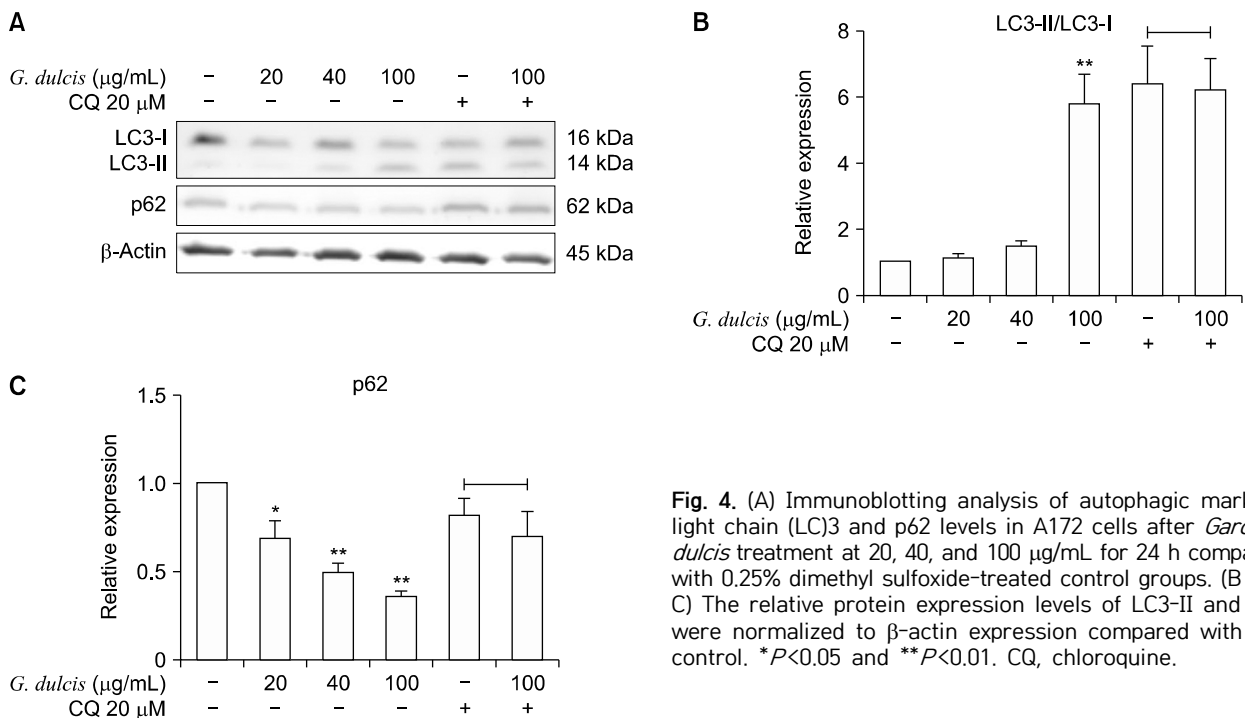 A
G. dulcis (μg/mL) – 20 40 100 – 100
CQ 20 μM – – – – + +
LC3-I 16 kDa
LC3-II 14 kDa
p62 62 kDa
β-Actin 45 kDa
B
LC3-II/LC3-I
Relative expression
8
6
4
2
0
**
G. dulcis (μg/mL) – 20 40 100 – 100
CQ 20 μM – – – – + +
C
p62
Relative expression
1.5
1.0
0.5
0
* ** **
G. dulcis (μg/mL) – 20 40 100 – 100
CQ 20 μM – – – – + +
Fig. 4. (A) Immunoblotting analysis of autophagic mark
light chain (LC)3 and p62 levels in A172 cells after Garc
dulcis treatment at 20, 40, and 100 μg/mL for 24 h compa
with 0.25% dimethyl sulfoxide-treated control groups. (B
C) The relative protein expression levels of LC3-II and
were normalized to β-actin expression compared with
control. *P<0.05 and **P<0.01. CQ, chloroquine.